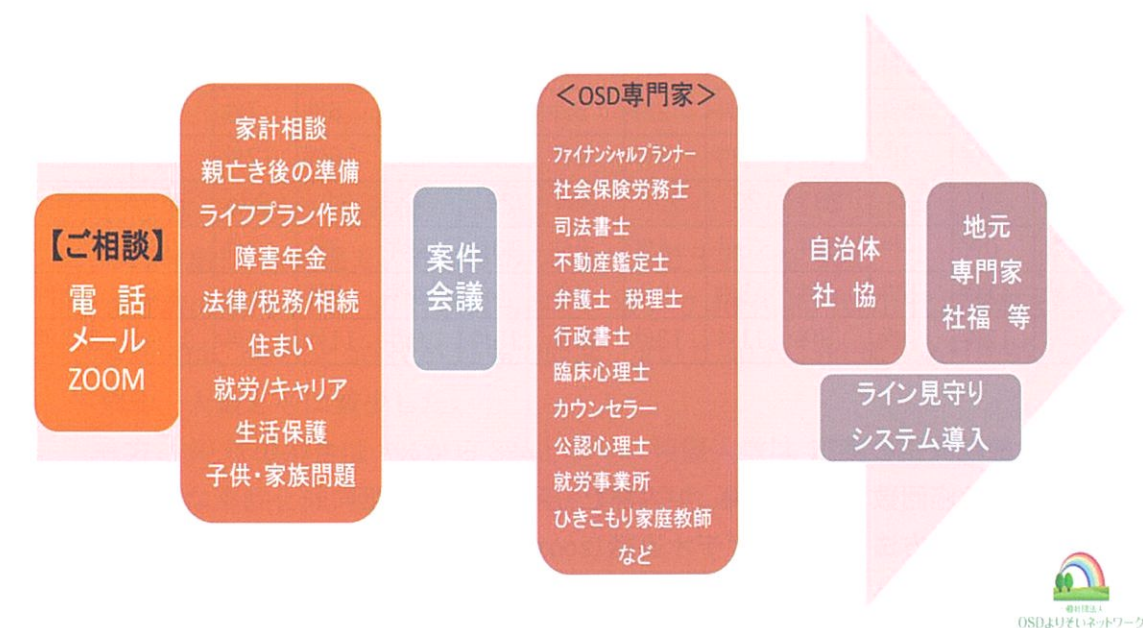 【ご相談】
電 話
メール
ZOOM
家計相談
親亡き後の準備
ライフプラン作成
障害年金
法律/税務/相続
住まい
就労/キャリア
生活保護
子供・家族問題
案件
会議
＜OSD専門家＞
ファイナンシャルプランナー
社会保険労務士
司法書士
不動産鑑定士
弁護士 税理士
行政書士
臨床心理士
カウンセラー
公認心理士
就労事業所
ひきこもり家庭教師
など
自治体
社 協
地元
専門家
社福 等
ライン見守り
システム導入
一般社団法人
OSDよりそいネットワーク